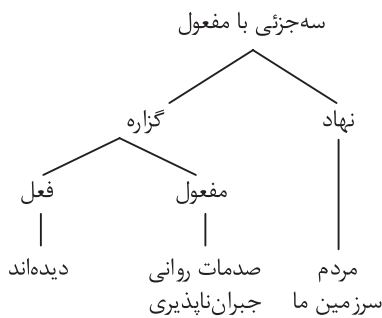 سه‌جزئی با مفعول
نهاد
گزاره
مفعول
فعل
مردم
سرزمین ما
صدمات روانی
جبران‌ناپذیری
دیده‌اند